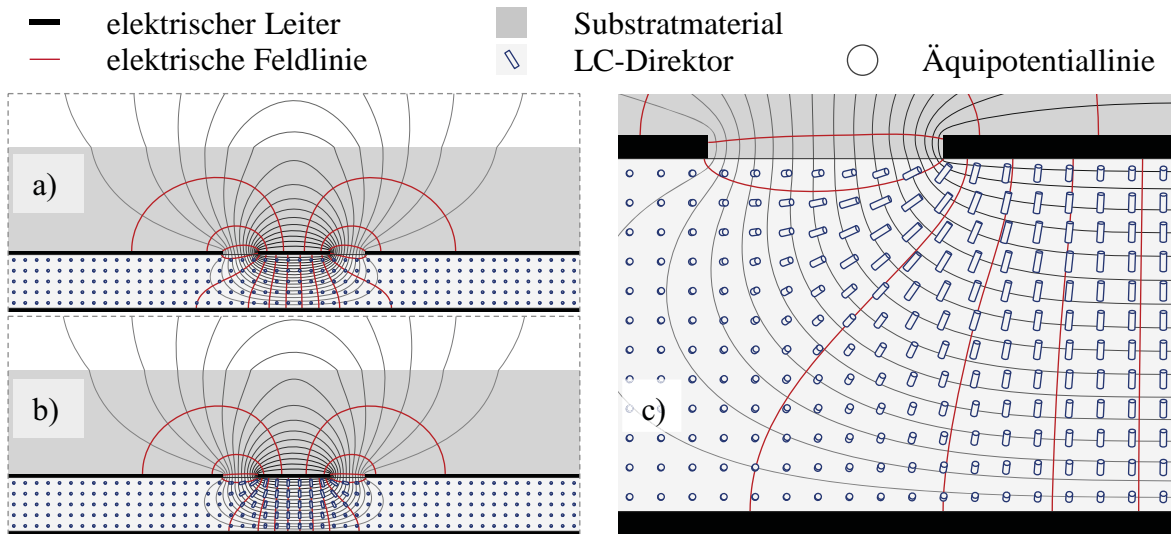 elektrischer Leiter
elektrische Feldlinie
Substratmaterial
LC-Direktor
Äquipotentiallinie
a)
b)
c)